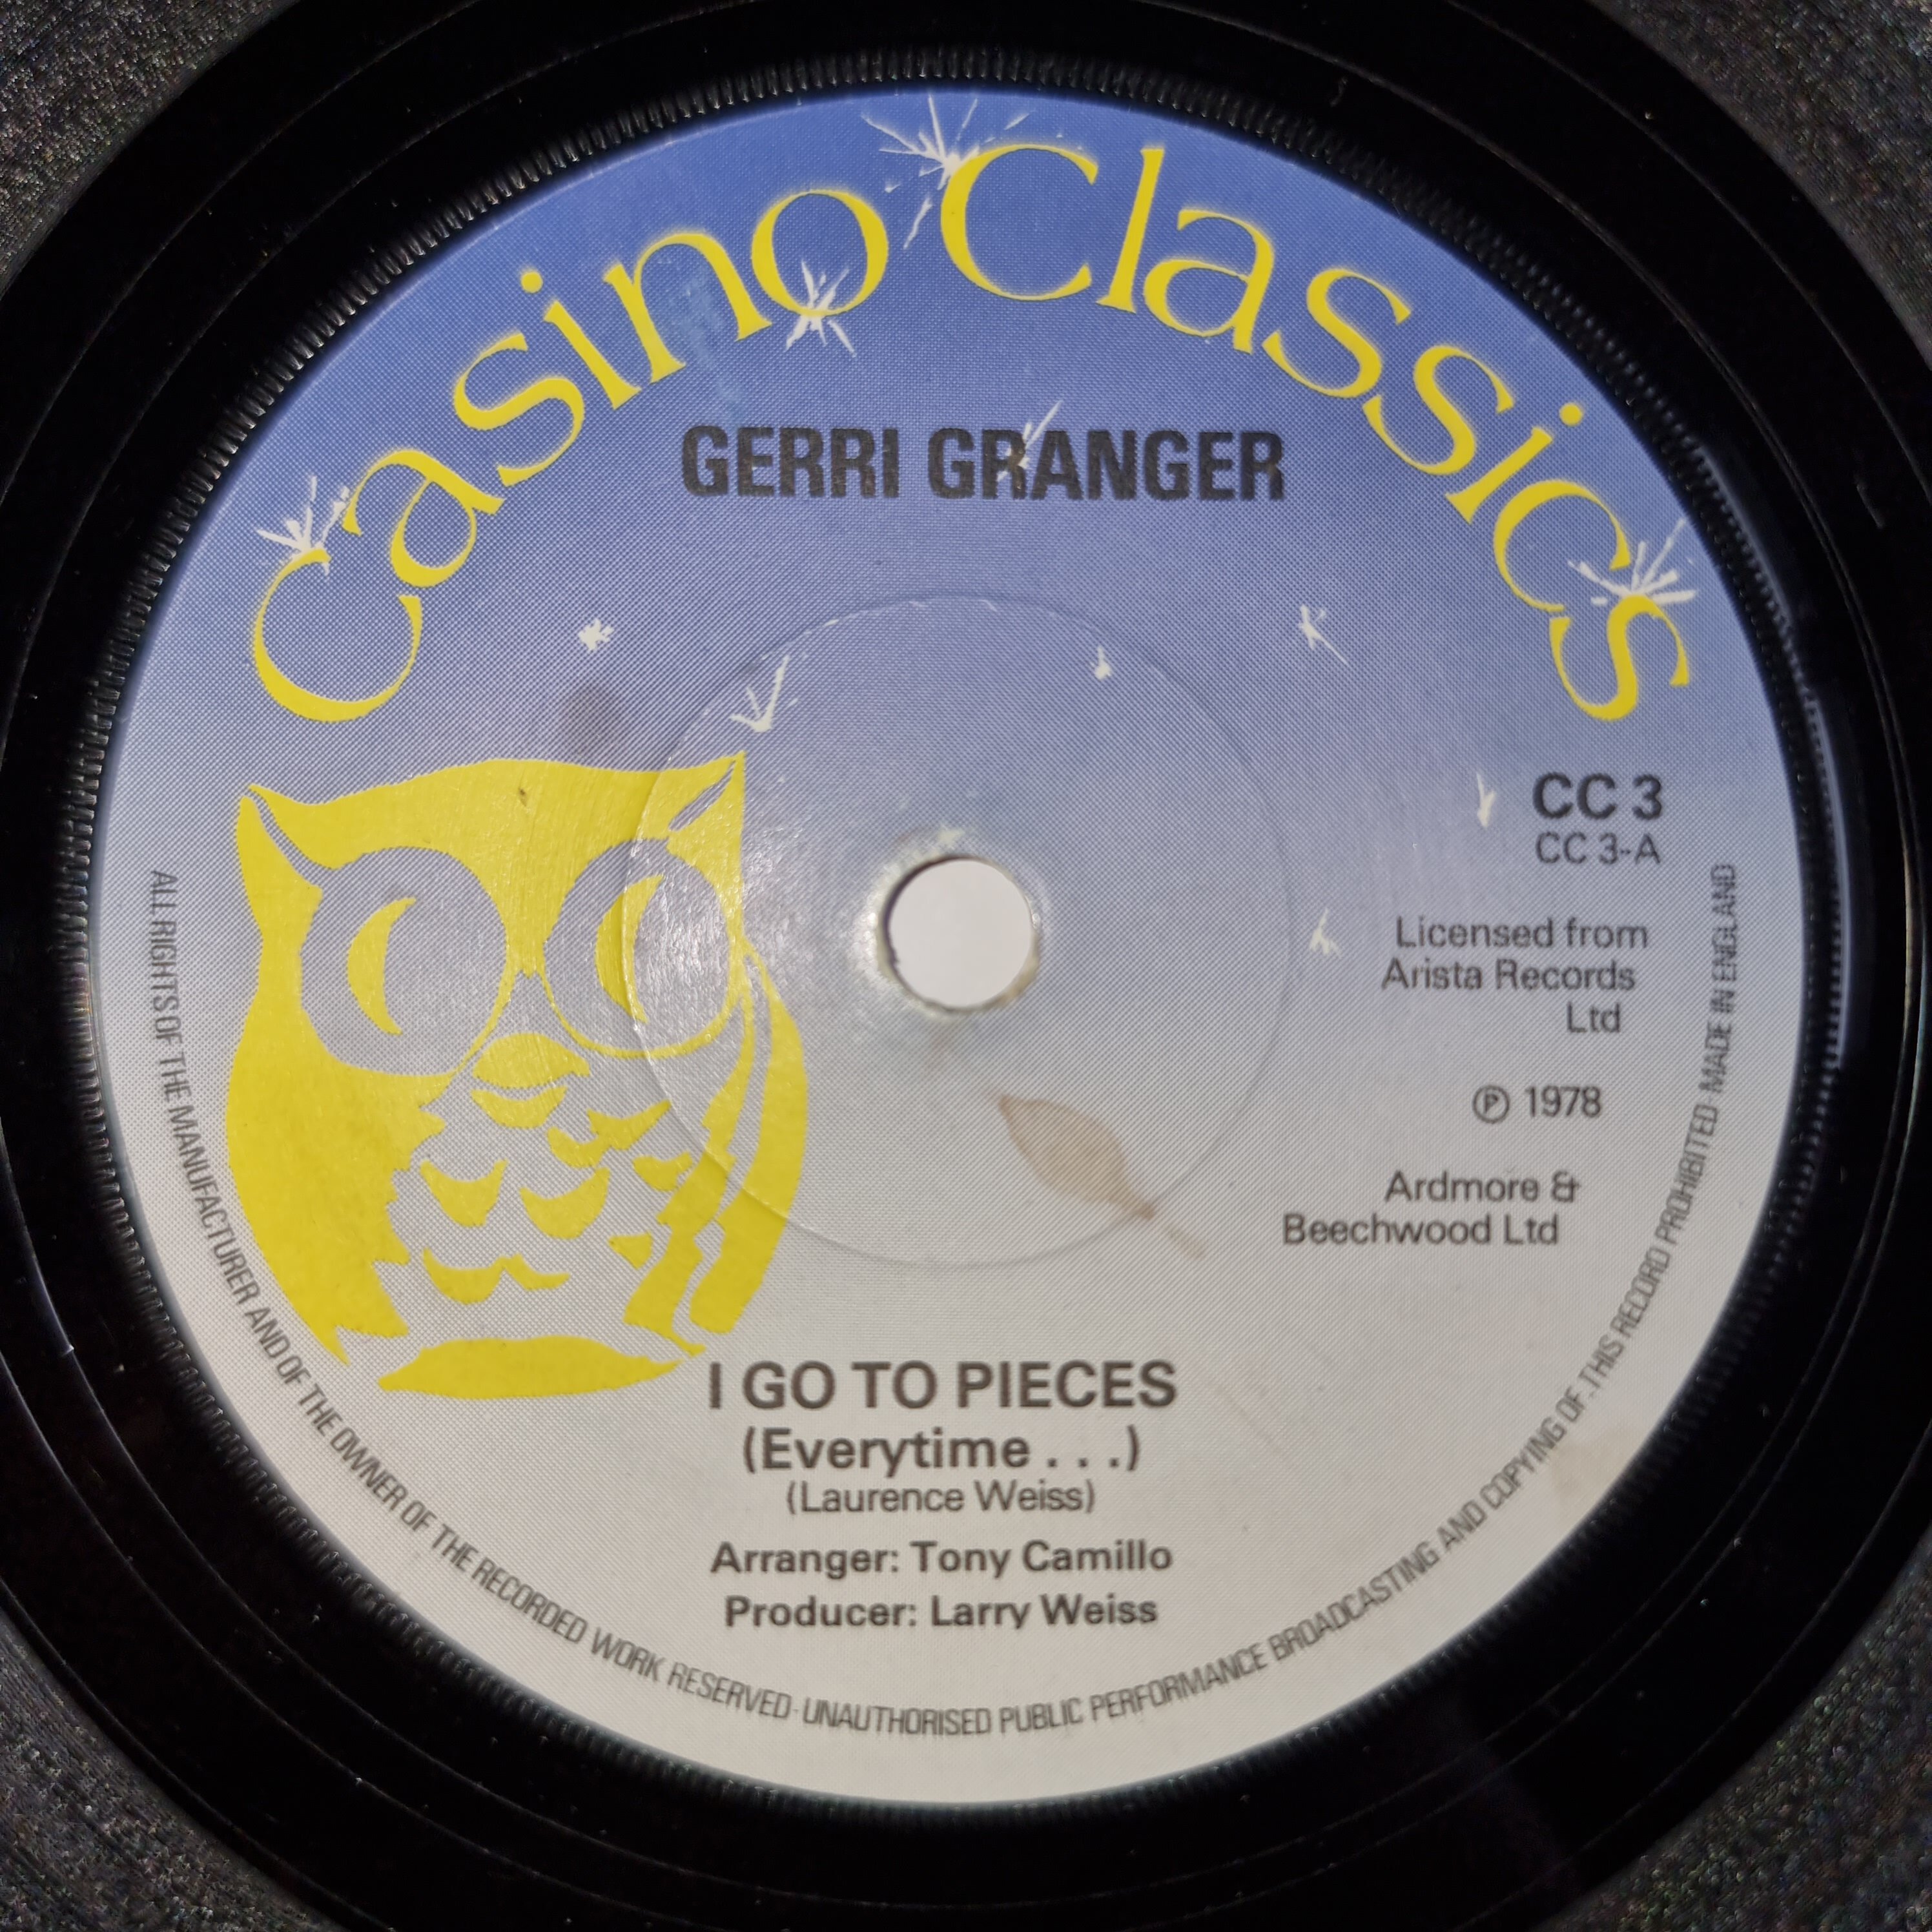 Casino Classics
GERRI GRANGER
CC 3
CC 3-A
Licensed from
Arista Records
Ltd
℗ 1978
Ardmore &
Beechwood Ltd
I GO TO PIECES
(Everytime . . .)
(Laurence Weiss)
Arranger: Tony Camillo
Producer: Larry Weiss
ALL RIGHTS OF THE MANUFACTURER AND OF THE OWNER OF THE RECORDED WORK RESERVED · UNAUTHORISED PUBLIC PERFORMANCE BROADCASTING AND COPYING OF THIS RECORD PROHIBITED · MADE IN ENGLAND